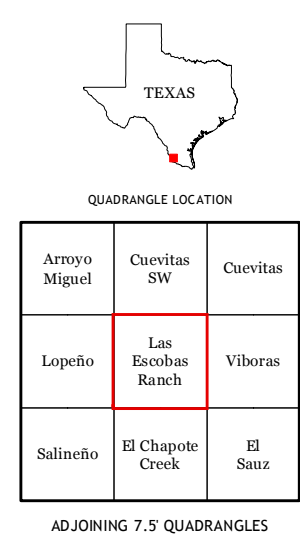 TEXAS
QUADRANGLE LOCATION
Arroyo
Miguel
Cuevitas
SW
Cuevitas
Lopeño
Las
Escobas
Ranch
Viboras
Salineño
El Chapote
Creek
El
Sauz
ADJOINING 7.5' QUADRANGLES